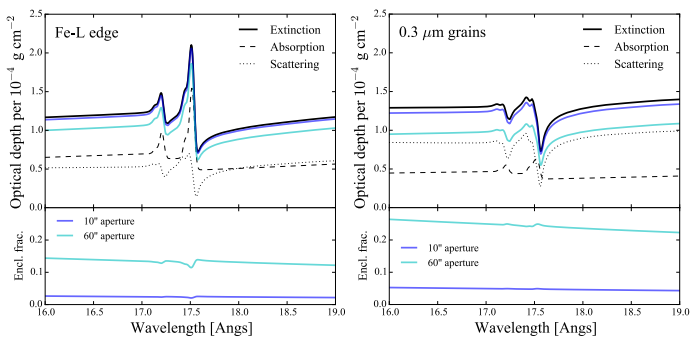 Fe-L edge
Extinction
Absorption
Scattering
Optical depth per 10⁻⁴ g cm⁻²
2.5
2.0
1.5
1.0
0.5
0.0
10" aperture
60" aperture
Encl. frac.
0.2
0.1
0.0
16.0 16.5 17.0 17.5 18.0 18.5 19.0
Wavelength [Angs]
0.3 μm grains
Extinction
Absorption
Scattering
Optical depth per 10⁻⁴ g cm⁻²
2.5
2.0
1.5
1.0
0.5
0.0
10" aperture
60" aperture
Encl. frac.
0.2
0.1
0.0
16.0 16.5 17.0 17.5 18.0 18.5 19.0
Wavelength [Angs]